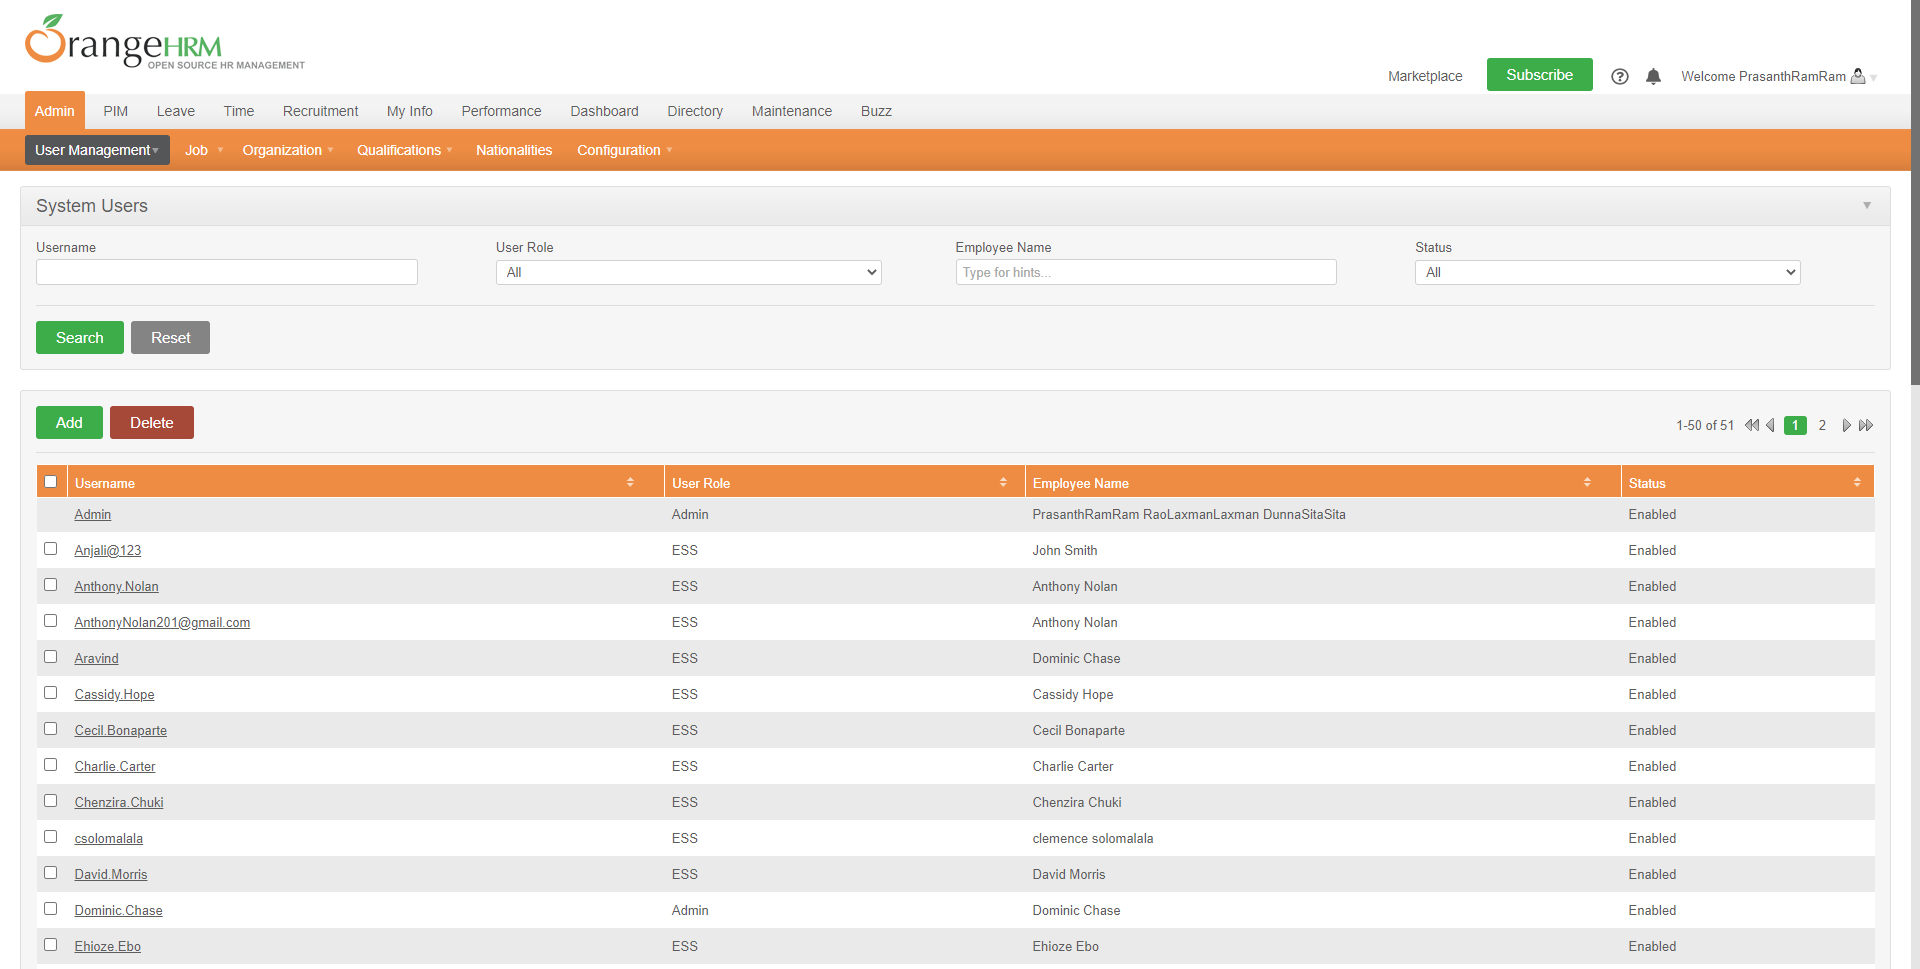 OrangeHRM
OPEN SOURCE HR MANAGEMENT
Marketplace Subscribe Welcome PrasanthRamRam
Admin PIM Leave Time Recruitment My Info Performance Dashboard Directory Maintenance Buzz
User Management Job Organization Qualifications Nationalities Configuration
System Users
Username User Role Employee Name Status
All Type for hints... All
Search Reset
Add Delete 1-50 of 51 1 2
Username User Role Employee Name Status
Admin Admin PrasanthRamRam RaoLaxmanLaxman DunnaSitaSita Enabled
Anjali@123 ESS John Smith Enabled
Anthony.Nolan ESS Anthony Nolan Enabled
AnthonyNolan201@gmail.com ESS Anthony Nolan Enabled
Aravind ESS Dominic Chase Enabled
Cassidy.Hope ESS Cassidy Hope Enabled
Cecil.Bonaparte ESS Cecil Bonaparte Enabled
Charlie.Carter ESS Charlie Carter Enabled
Chenzira.Chuki ESS Chenzira Chuki Enabled
csolomalala ESS clemence solomalala Enabled
David.Morris ESS David Morris Enabled
Dominic.Chase Admin Dominic Chase Enabled
Ehioze.Ebo ESS Ehioze Ebo Enabled